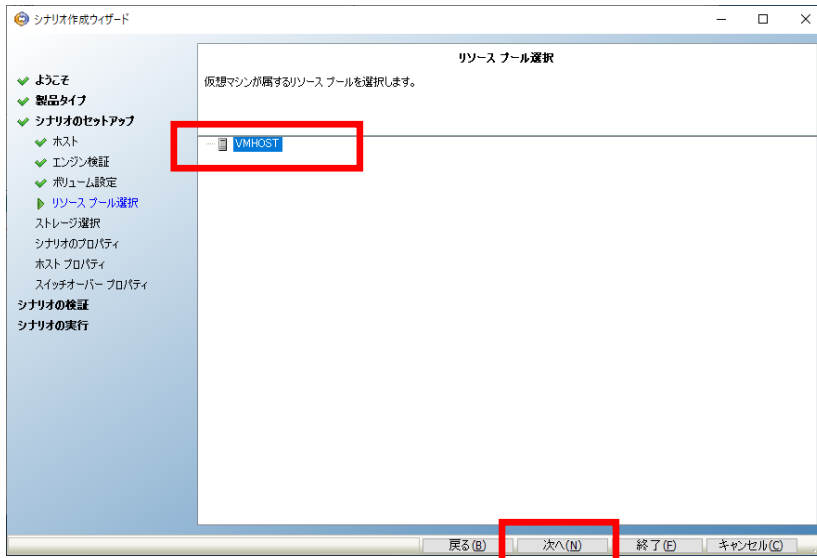 シナリオ作成ウィザード
リソース プール選択
仮想マシンが属するリソース プールを選択します。
ようこそ
製品タイプ
シナリオのセットアップ
ホスト
エンジン検証
ボリューム設定
リソース プール選択
ストレージ選択
シナリオのプロパティ
ホスト プロパティ
スイッチオーバー プロパティ
シナリオの検証
シナリオの実行
VMHOST
戻る(B) 次へ(N) 終了(F) キャンセル(C)